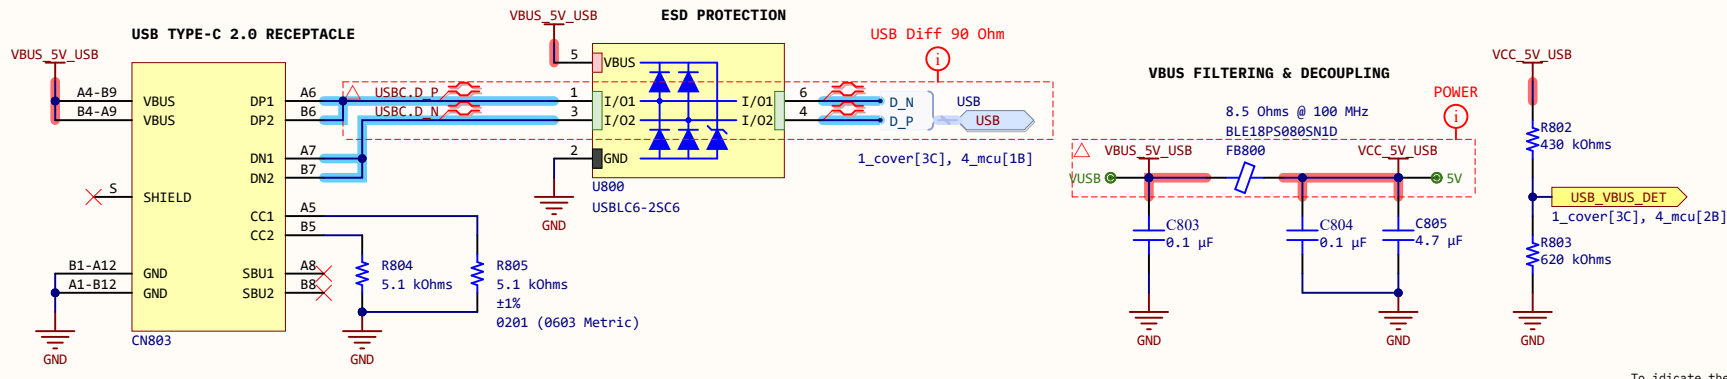 USB TYPE-C 2.0 RECEPTACLE
VBUS_5V_USB
A4-B9
B4-A9
VBUS
VBUS
DP1
DP2
A6
B6
DN1
DN2
A7
B7
S
SHIELD
CC1
CC2
A5
B5
B1-A12
A1-B12
GND
GND
SBU1
SBU2
A8
B8
CN803
GND
R804
5.1 kOhms
GND
R805
5.1 kOhms
±1%
0201 (0603 Metric)
USBC.D_P
USBC.D_N
ESD PROTECTION
VBUS_5V_USB
5
VBUS
1
3
I/O1
I/O2
I/O1
I/O2
6
4
2
GND
GND
U800
USBLC6-2SC6
USB Diff 90 Ohm
i
D_N
D_P
USB
USB
1_cover[3C], 4_mcu[1B]
VBUS FILTERING & DECOUPLING
8.5 Ohms @ 100 MHz
BLE18PS080SN1D
FB800
POWER
i
VBUS_5V_USB
VCC_5V_USB
VUSB
5V
C803
0.1 µF
C804
0.1 µF
C805
4.7 µF
GND
GND
VCC_5V_USB
R802
430 kOhms
USB_VBUS_DET
1_cover[3C], 4_mcu[2B]
R803
620 kOhms
GND